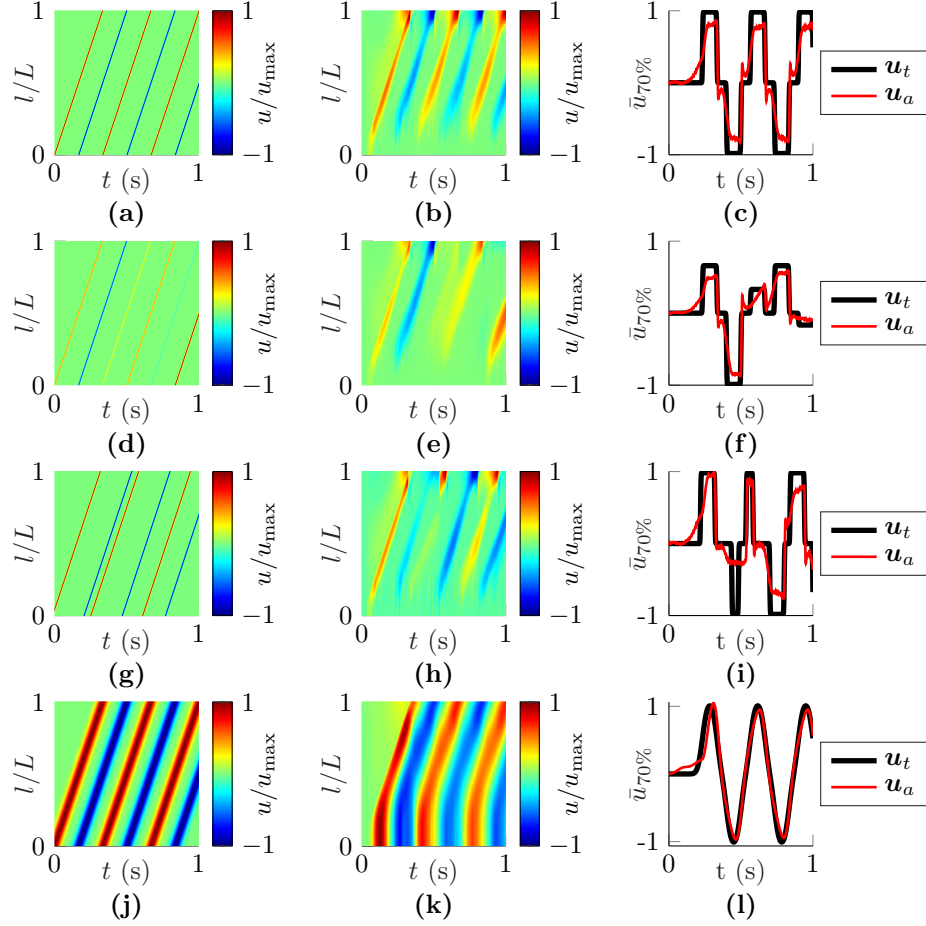 1
l/L
0
0 1
t (s)
1
−1
u/u_max
(a)
1
l/L
0
0 1
t (s)
1
−1
u/u_max
(b)
1
ū_70%
-1
0 1
t (s)
u_t
u_a
(c)
1
l/L
0
0 1
t (s)
1
−1
u/u_max
(d)
1
l/L
0
0 1
t (s)
1
−1
u/u_max
(e)
1
ū_70%
-1
0 1
t (s)
u_t
u_a
(f)
1
l/L
0
0 1
t (s)
1
−1
u/u_max
(g)
1
l/L
0
0 1
t (s)
1
−1
u/u_max
(h)
1
ū_70%
-1
0 1
t (s)
u_t
u_a
(i)
1
l/L
0
0 1
t (s)
1
−1
u/u_max
(j)
1
l/L
0
0 1
t (s)
1
−1
u/u_max
(k)
1
ū_70%
-1
0 1
t (s)
u_t
u_a
(l)